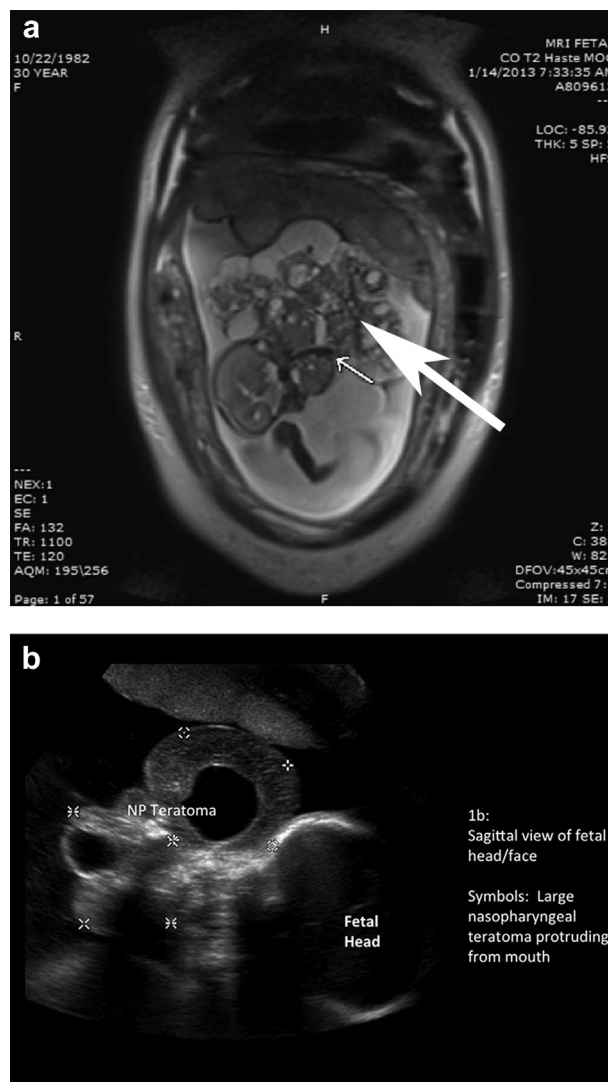 a
H
10/22/1982
30 YEAR
F
MRI FETA
CO T2 Haste MO
1/14/2013 7:33:35 A
A80961
---
LOC: -85.9
THK: 5 SP:
HF
R
---
NEX:1
EC: 1
SE
FA: 132
TR: 1100
TE: 120
AQM: 195\256
Page: 1 of 57
F
Z:
C: 38
W: 82
DFOV:45x45c
Compressed 7:
IM: 17 SE:
b
NP Teratoma
Fetal
Head
1b:
Sagittal view of fetal
head/face
Symbols: Large
nasopharyngeal
teratoma protruding
from mouth